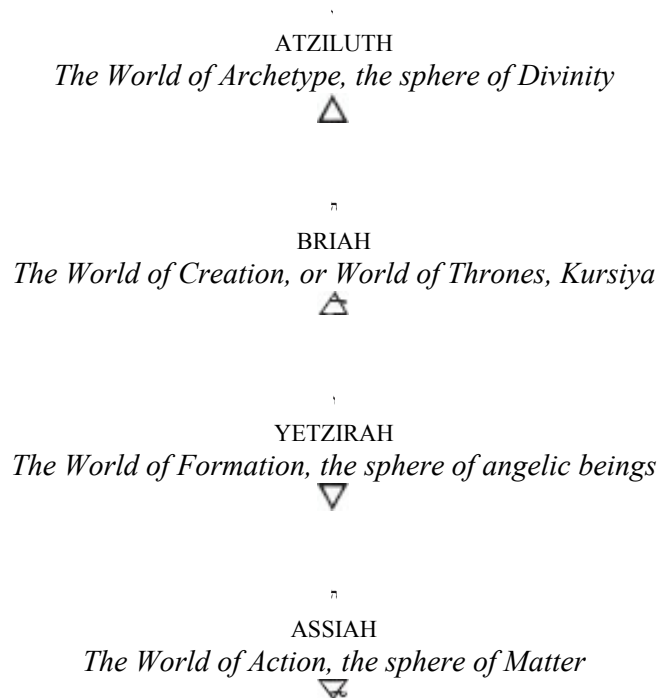 י
ATZILUTH
The World of Archetype, the sphere of Divinity
ה
BRIAH
The World of Creation, or World of Thrones, Kursiya
ו
YETZIRAH
The World of Formation, the sphere of angelic beings
ה
ASSIAH
The World of Action, the sphere of Matter